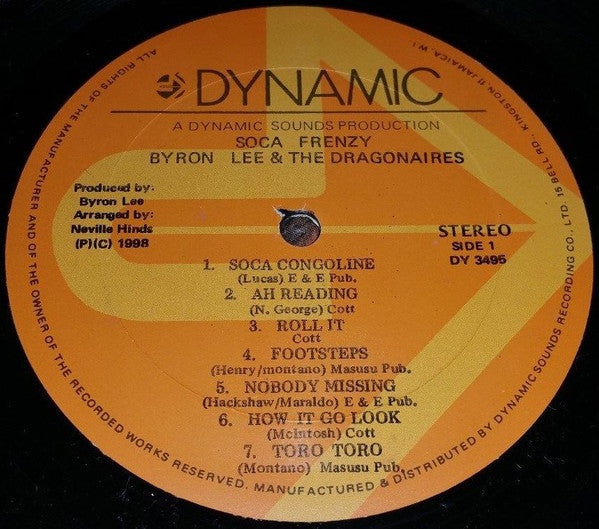 DYNAMIC
A DYNAMIC SOUNDS PRODUCTION
SOCA FRENZY
BYRON LEE & THE DRAGONAIRES
Produced by:
Byron Lee
Arranged by:
Neville Hinds
(P)(C) 1998
STEREO
SIDE 1
DY 3495
1. SOCA CONGOLINE
(Lucas) E & E Pub.
2. AH READING
(N. George) Cott
3. ROLL IT
Cott
4. FOOTSTEPS
(Henry/montano) Masusu Pub.
5. NOBODY MISSING
(Hackshaw/Maraldo) E & E Pub.
6. HOW IT GO LOOK
(McIntosh) Cott
7. TORO TORO
(Montano) Masusu Pub.
ALL RIGHTS OF THE MANUFACTURER AND OF THE OWNER OF THE RECORDED WORKS RESERVED. MANUFACTURED & DISTRIBUTED BY DYNAMIC SOUNDS RECORDING CO., LTD. 15 BELL RD., KINGSTON 11 JAMAICA, W.I